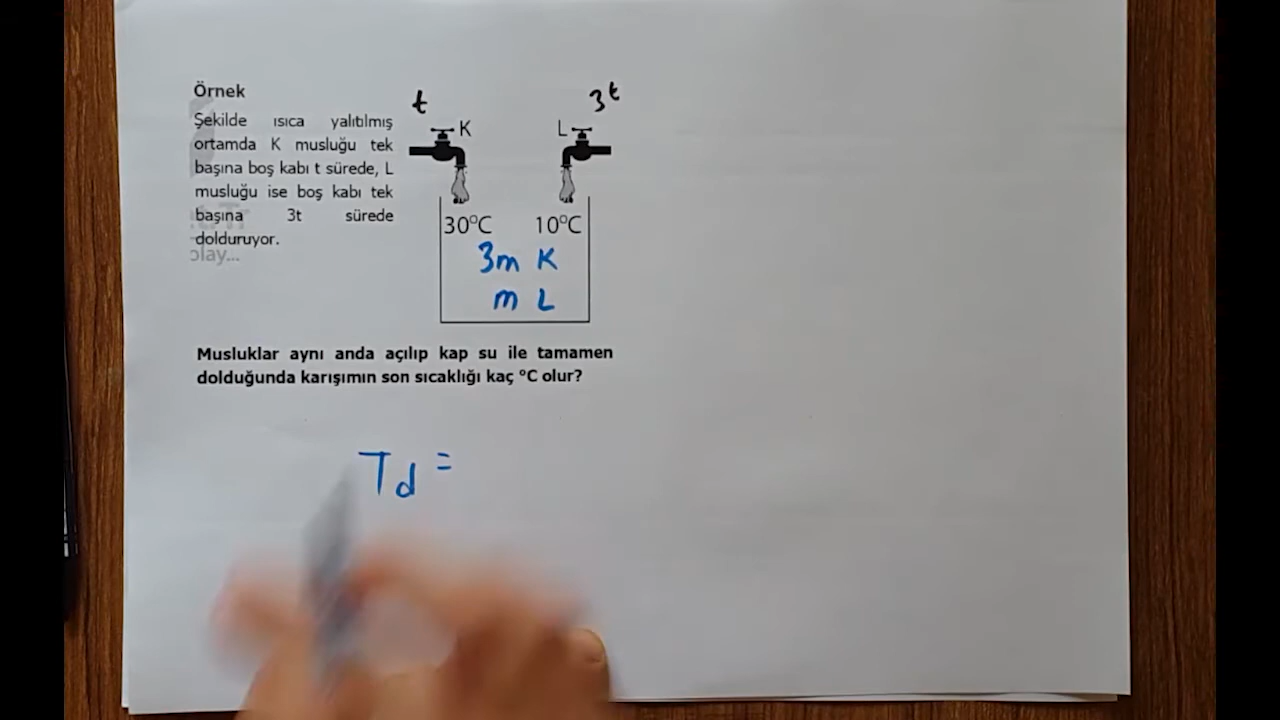 Örnek
Şekilde ısıca yalıtılmış
ortamda K musluğu tek
başına boş kabı t sürede, L
musluğu ise boş kabı tek
başına 3t sürede
dolduruyor.
olay...
t
3t
K
L
30°C 10°C
3m K
m L
Musluklar aynı anda açılıp kap su ile tamamen
dolduğunda karışımın son sıcaklığı kaç °C olur?
Td =